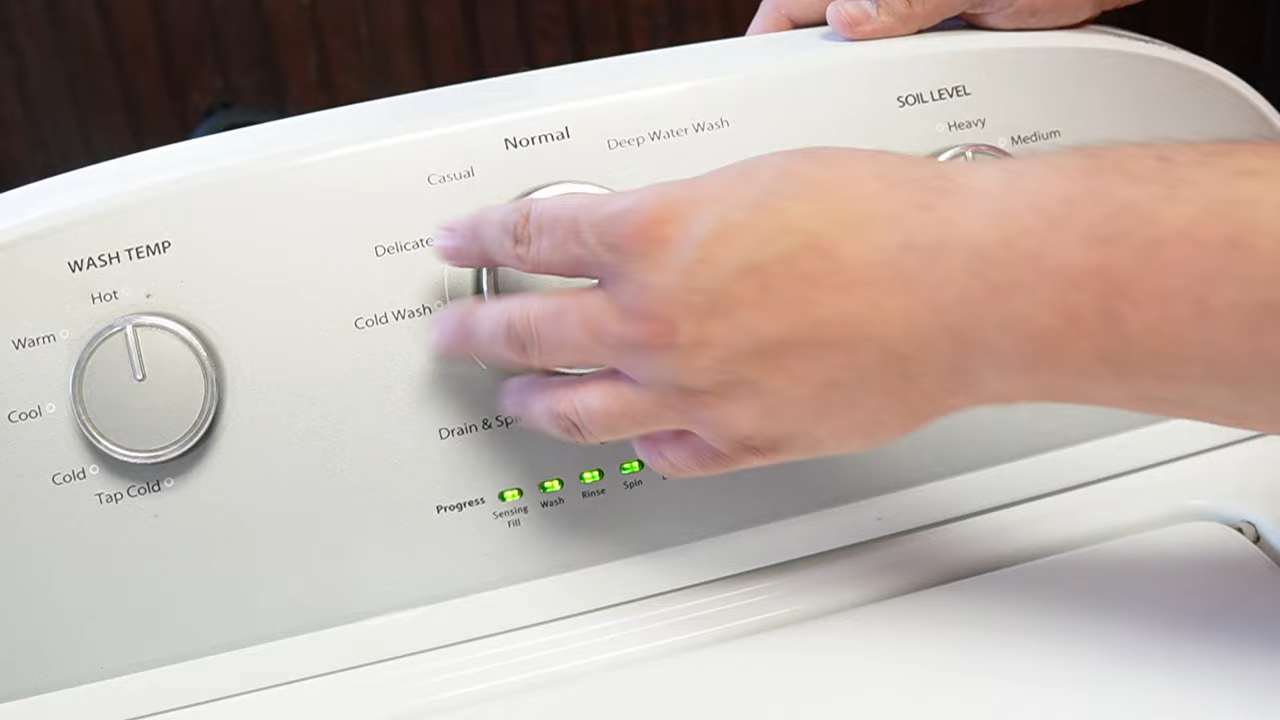 SOIL LEVEL
Heavy
Medium
Normal
Deep Water Wash
Casual
Delicate
Cold Wash
Drain &
WASH TEMP
Hot
Warm
Cool
Cold
Tap Cold
Progress
Sensing
Fill
Wash
Rinse
Spin